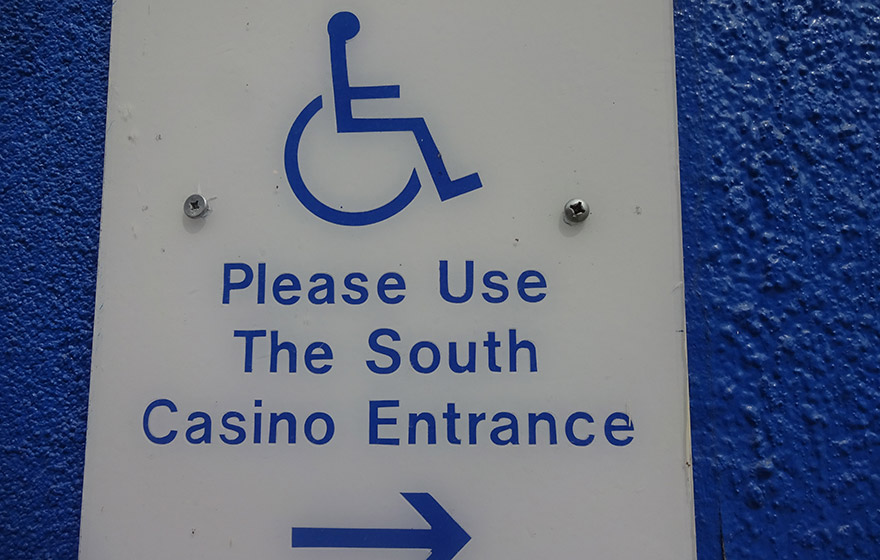 Please Use
The South
Casino Entrance